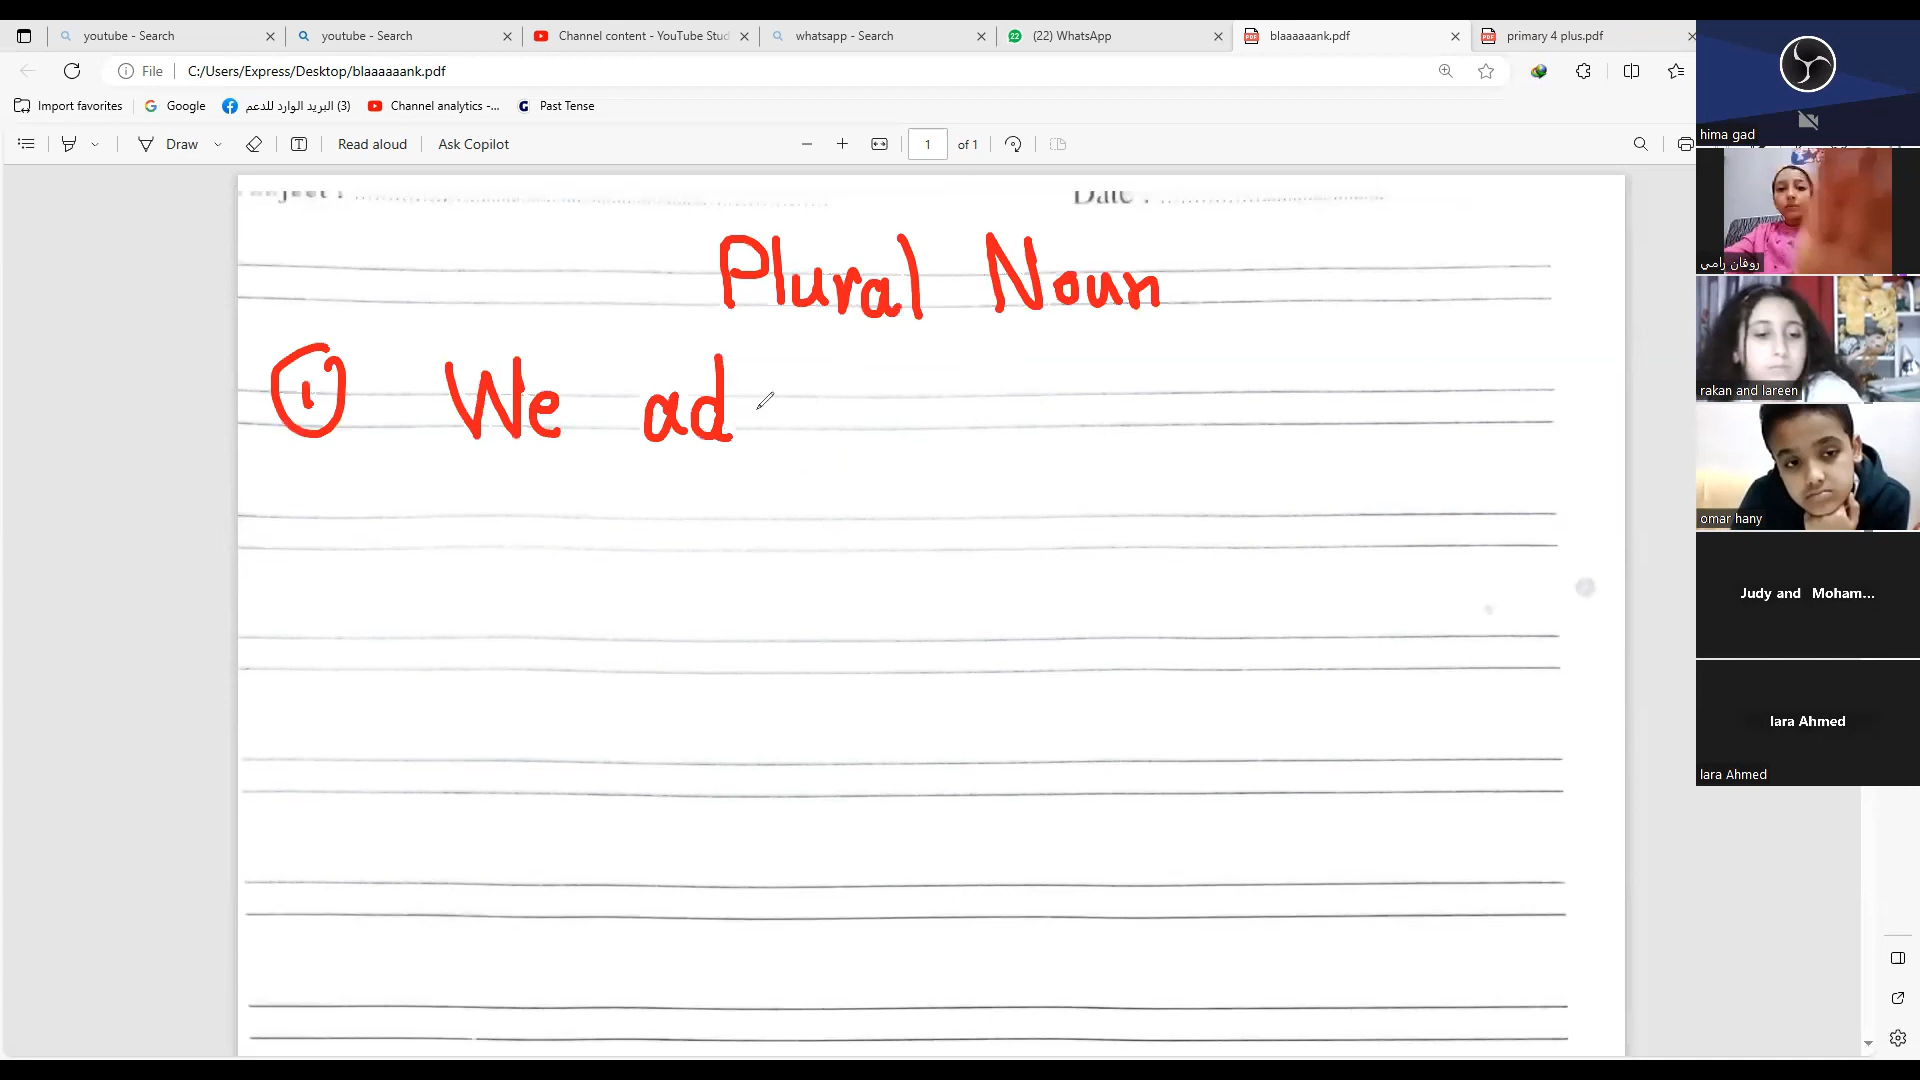 youtube - Search
youtube - Search
Channel content - YouTube Stud
whatsapp - Search
(22) WhatsApp
blaaaaaank.pdf
primary 4 plus.pdf
File
C:/Users/Express/Desktop/blaaaaaank.pdf
Import favorites
Google
(3) البريد الوارد للدعم
Channel analytics -...
Past Tense
Draw
Read aloud
Ask Copilot
1 of 1
Date :
Plural Noun
1 We ad
hima gad
روفان رامي
rakan and lareen
omar hany
Judy and Moham...
lara Ahmed
lara Ahmed